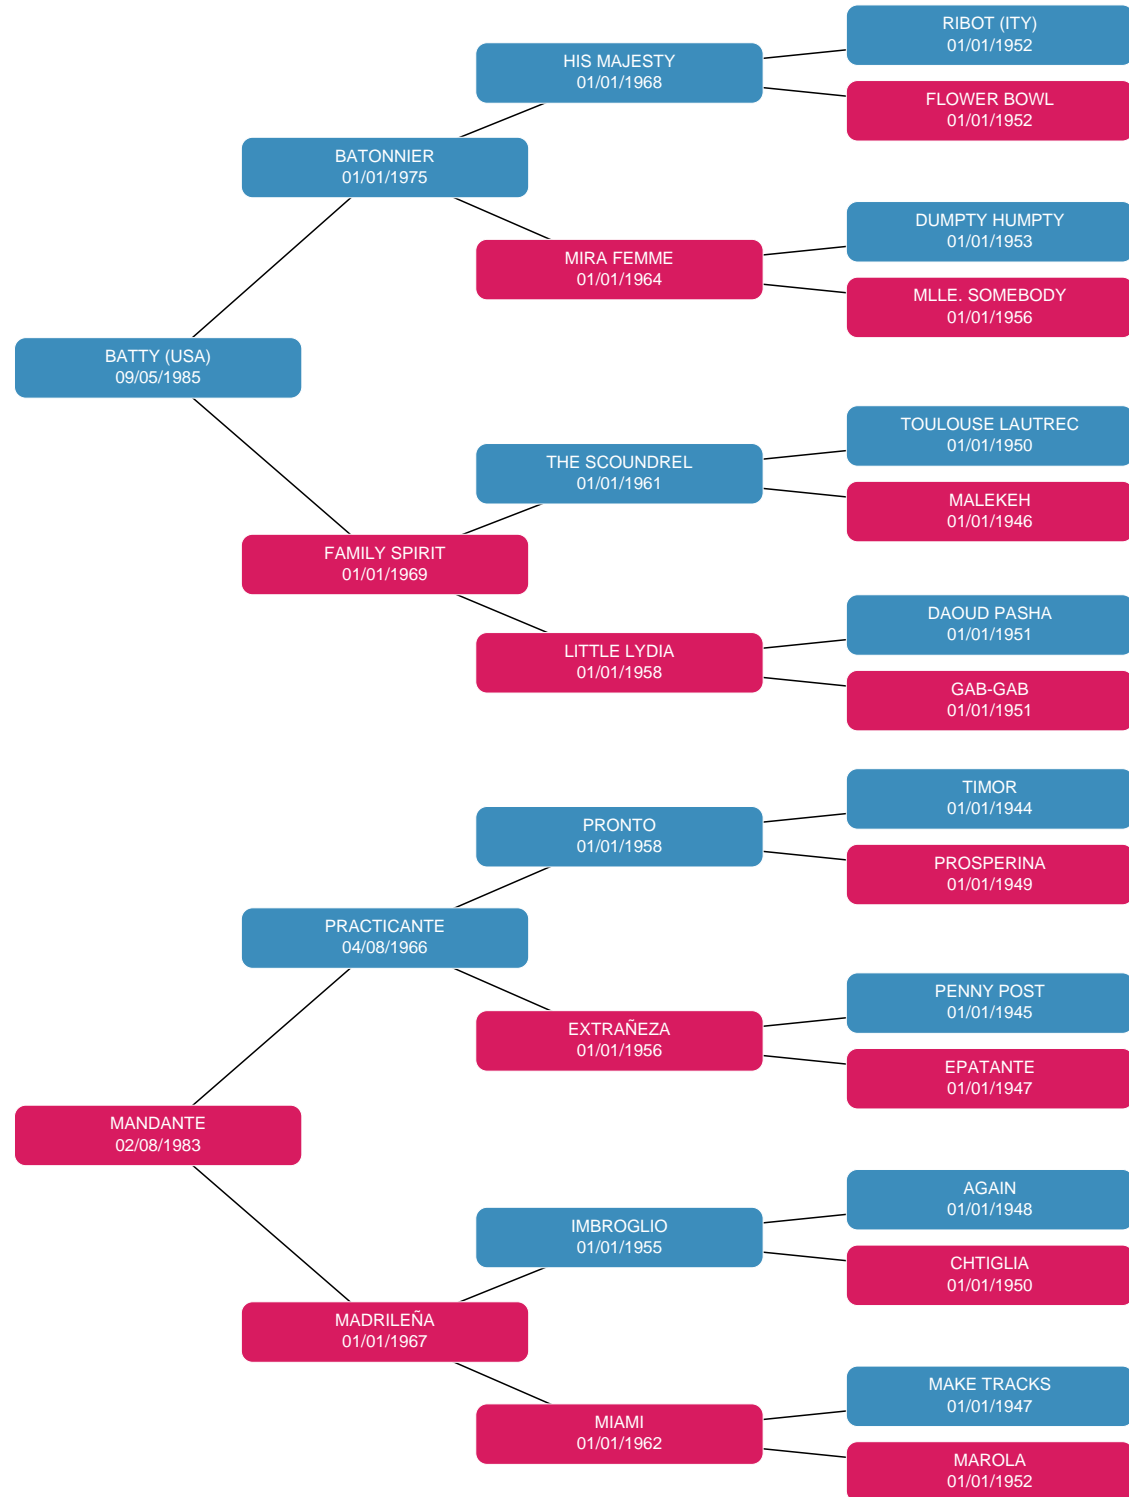 RIBOT (ITY)
01/01/1952
HIS MAJESTY
01/01/1968
FLOWER BOWL
01/01/1952
BATONNIER
01/01/1975
DUMPTY HUMPTY
01/01/1953
MIRA FEMME
01/01/1964
MLLE. SOMEBODY
01/01/1956
BATTY (USA)
09/05/1985
TOULOUSE LAUTREC
01/01/1950
THE SCOUNDREL
01/01/1961
MALEKEH
01/01/1946
FAMILY SPIRIT
01/01/1969
DAOUD PASHA
01/01/1951
LITTLE LYDIA
01/01/1958
GAB-GAB
01/01/1951
TIMOR
01/01/1944
PRONTO
01/01/1958
PROSPERINA
01/01/1949
PRACTICANTE
04/08/1966
PENNY POST
01/01/1945
EXTRAÑEZA
01/01/1956
EPATANTE
01/01/1947
MANDANTE
02/08/1983
AGAIN
01/01/1948
IMBROGLIO
01/01/1955
CHTIGLIA
01/01/1950
MADRILEÑA
01/01/1967
MAKE TRACKS
01/01/1947
MIAMI
01/01/1962
MAROLA
01/01/1952